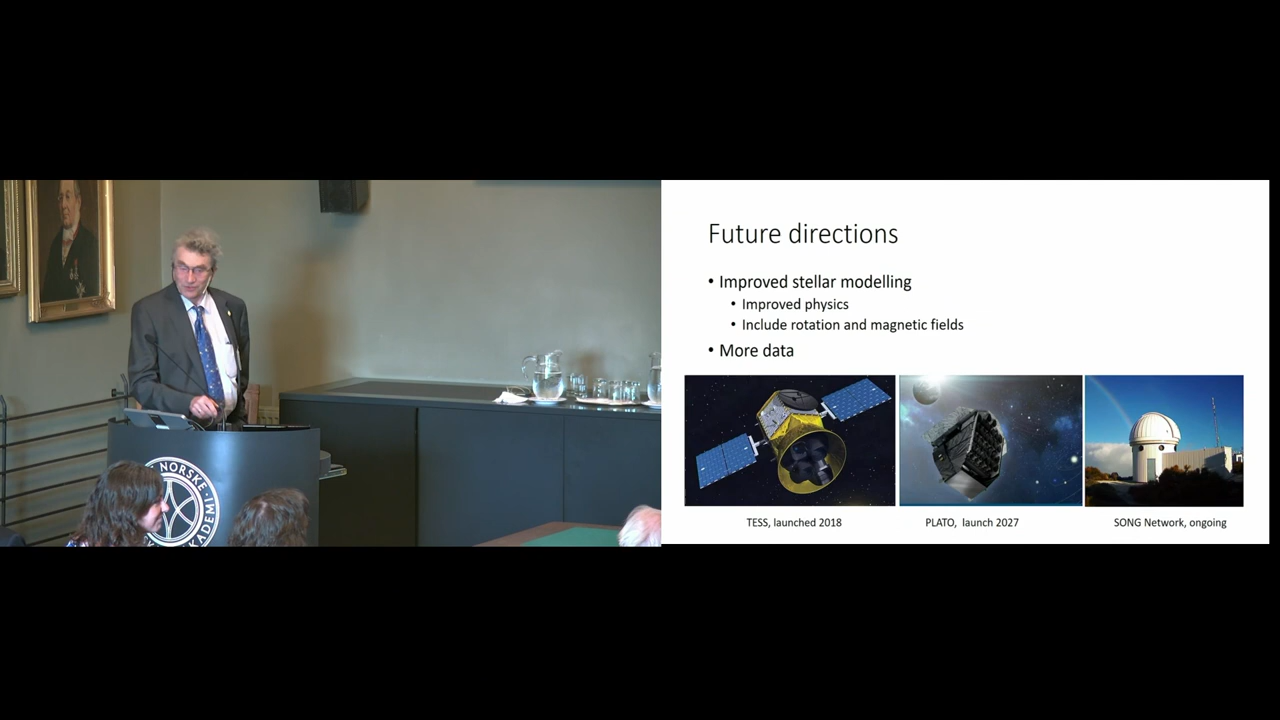 NORSKE
AKADEMI
Future directions
• Improved stellar modelling
• Improved physics
• Include rotation and magnetic fields
• More data
TESS, launched 2018
PLATO, launch 2027
SONG Network, ongoing